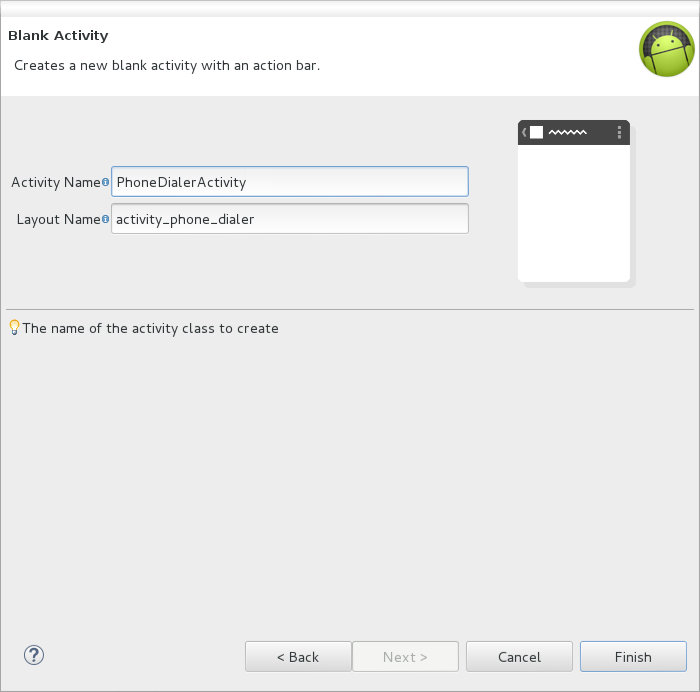 Blank Activity
Creates a new blank activity with an action bar.
Activity Name PhoneDialerActivity
Layout Name activity_phone_dialer
The name of the activity class to create
? < Back Next > Cancel Finish